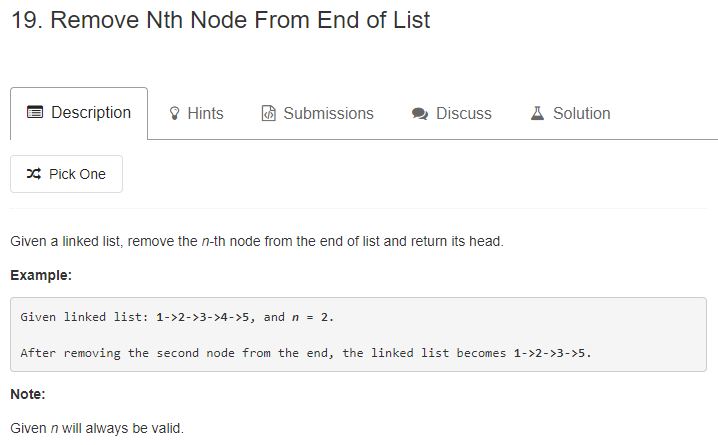 19. Remove Nth Node From End of List
Description Hints Submissions Discuss Solution
Pick One
Given a linked list, remove the n-th node from the end of list and return its head.
Example:
Given linked list: 1->2->3->4->5, and n = 2.
After removing the second node from the end, the linked list becomes 1->2->3->5.
Note:
Given n will always be valid.